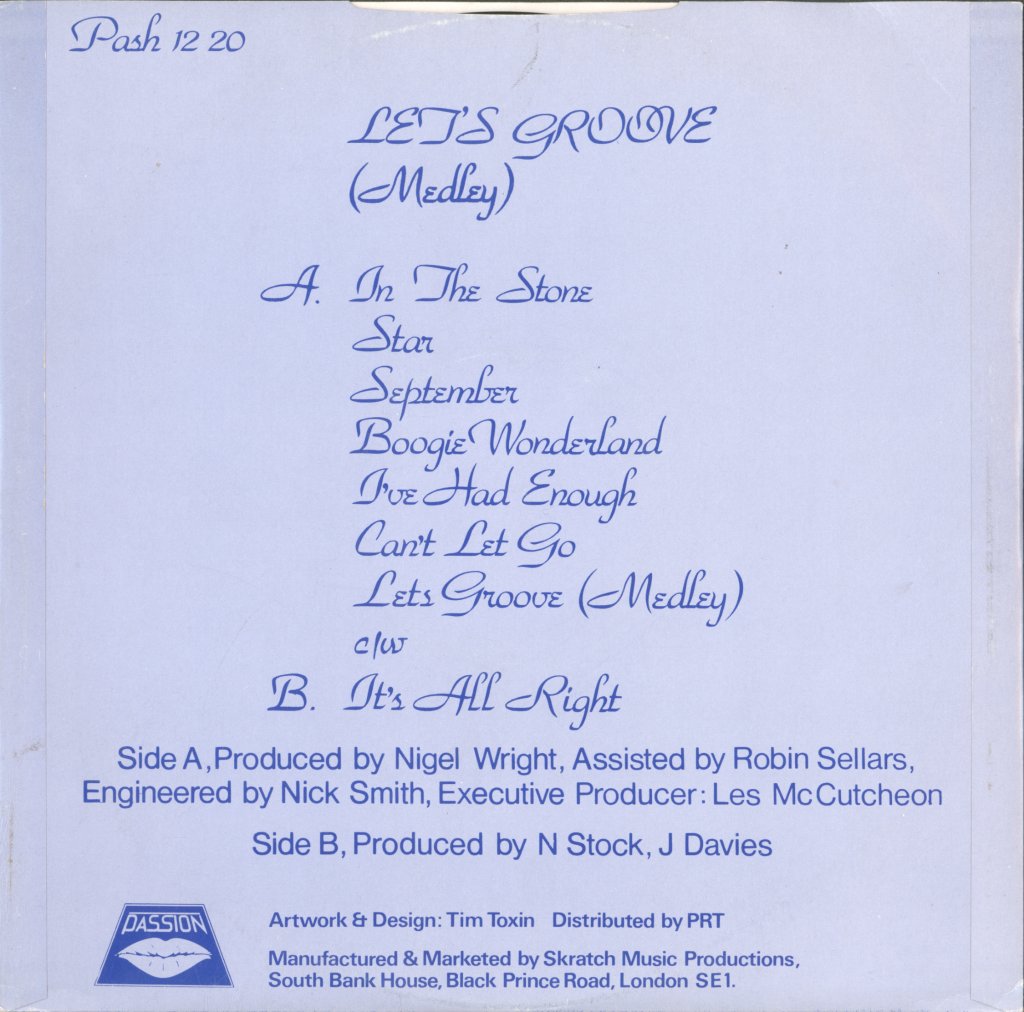 Pash 12 20
LET'S GROOVE
(Medley)
A. In The Stone
Star
September
Boogie Wonderland
I've Had Enough
Can't Let Go
Lets Groove (Medley)
c/w
B. It's All Right
Side A, Produced by Nigel Wright, Assisted by Robin Sellars,
Engineered by Nick Smith, Executive Producer: Les McCutcheon
Side B, Produced by N Stock, J Davies
PASSION
Artwork & Design: Tim Toxin Distributed by PRT
Manufactured & Marketed by Skratch Music Productions,
South Bank House, Black Prince Road, London SE1.